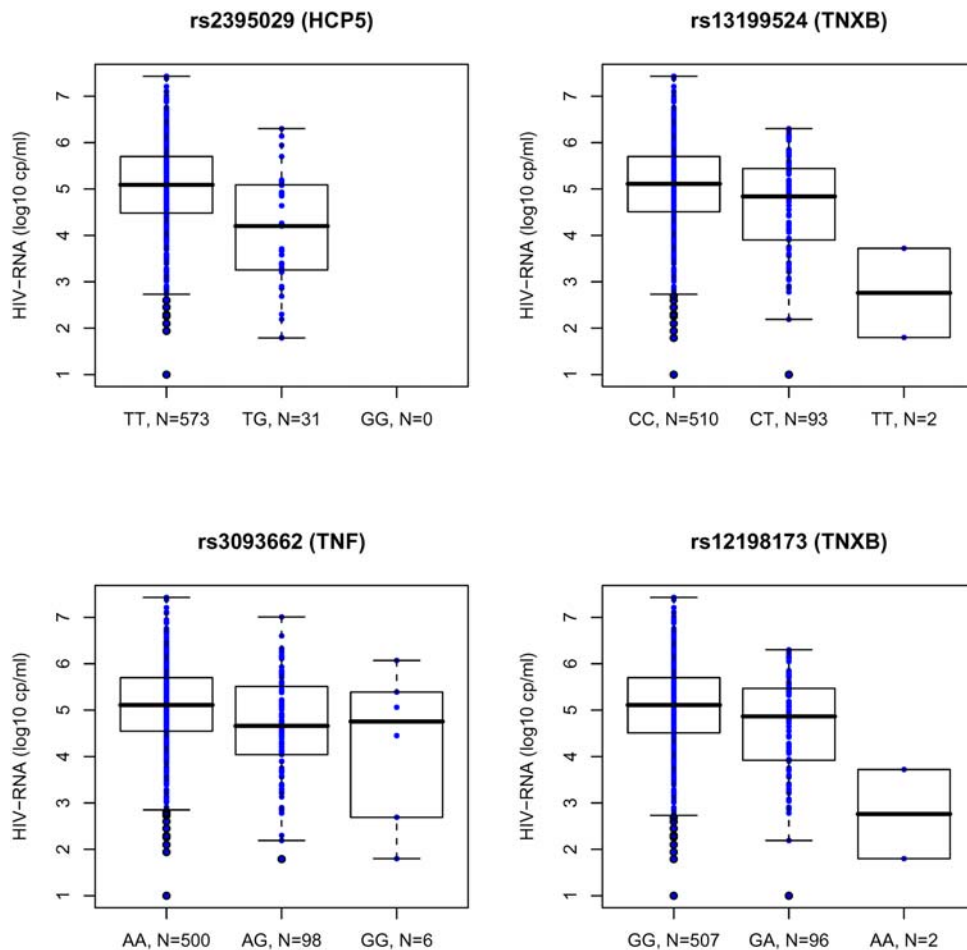 rs2395029 (HCP5)
HIV−RNA (log10 cp/ml)
7
6
5
4
3
2
1
TT, N=573
TG, N=31
GG, N=0
rs13199524 (TNXB)
HIV−RNA (log10 cp/ml)
7
6
5
4
3
2
1
CC, N=510
CT, N=93
TT, N=2
rs3093662 (TNF)
HIV−RNA (log10 cp/ml)
7
6
5
4
3
2
1
AA, N=500
AG, N=98
GG, N=6
rs12198173 (TNXB)
HIV−RNA (log10 cp/ml)
7
6
5
4
3
2
1
GG, N=507
GA, N=96
AA, N=2